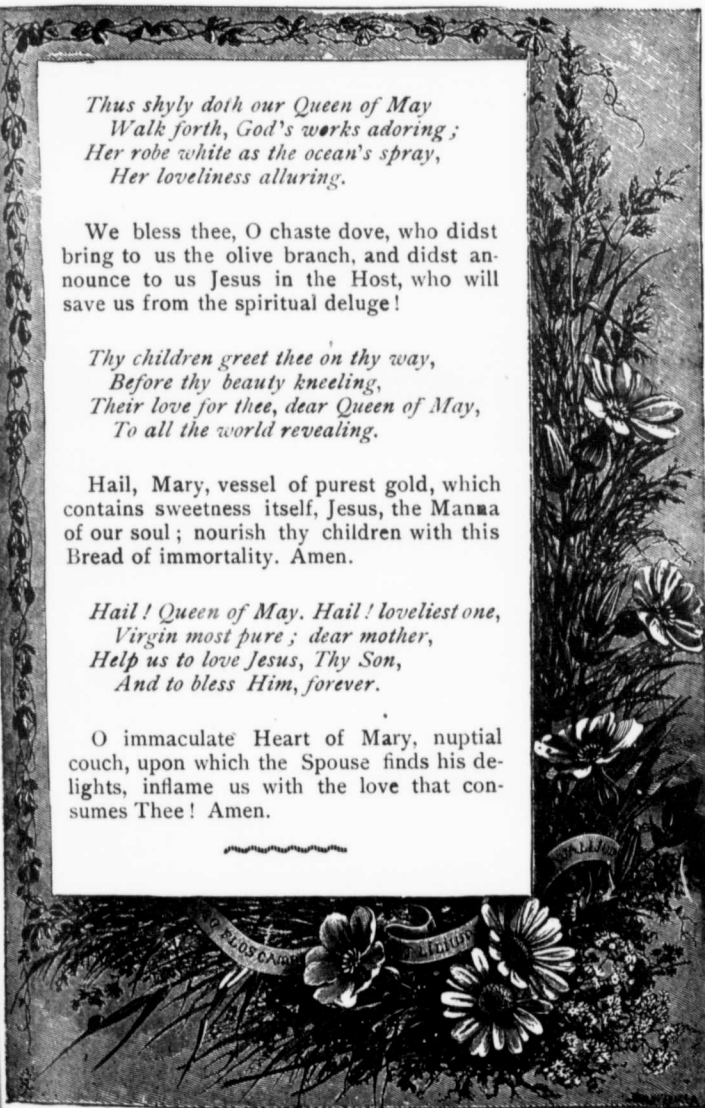 Thus shyly doth our Queen of May
Walk forth, God's works adoring ;
Her robe white as the ocean's spray,
Her loveliness alluring.
We bless thee, O chaste dove, who didst
bring to us the olive branch, and didst an-
nounce to us Jesus in the Host, who will
save us from the spiritual deluge !
Thy children greet thee on thy way,
Before thy beauty kneeling,
Their love for thee, dear Queen of May,
To all the world revealing.
Hail, Mary, vessel of purest gold, which
contains sweetness itself, Jesus, the Manna
of our soul ; nourish thy children with this
Bread of immortality. Amen.
Hail ! Queen of May. Hail ! loveliest one,
Virgin most pure ; dear mother,
Help us to love Jesus, Thy Son,
And to bless Him, forever.
O immaculate Heart of Mary, nuptial
couch, upon which the Spouse finds his de-
lights, inflame us with the love that con-
sumes Thee ! Amen.
FLOS CAMPI
LILIUM